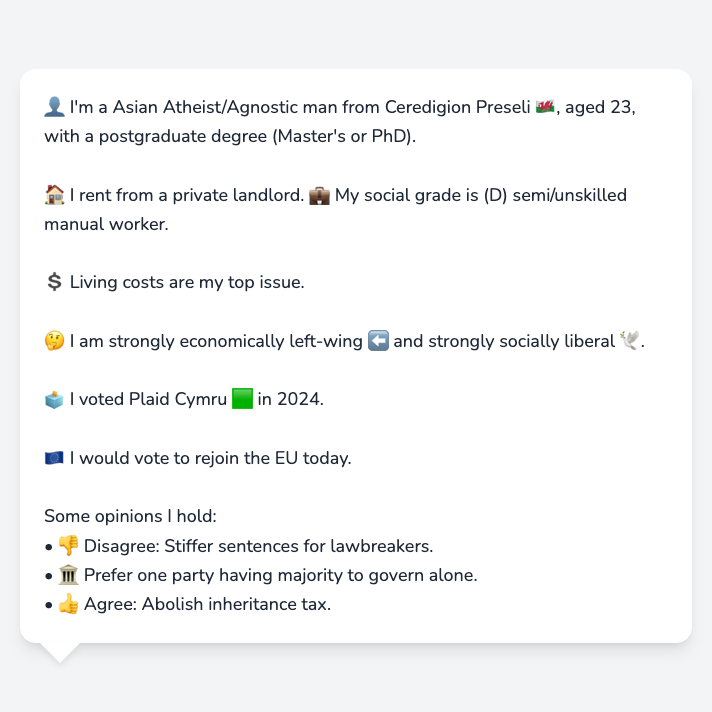 👤 I'm a Asian Atheist/Agnostic man from Ceredigion Preseli 🏴󠁧󠁢󠁷󠁬󠁳󠁿, aged 23,
with a postgraduate degree (Master's or PhD).
🏠 I rent from a private landlord. 💼 My social grade is (D) semi/unskilled
manual worker.
💲 Living costs are my top issue.
🤔 I am strongly economically left-wing ⬅️ and strongly socially liberal 🕊️.
🗳️ I voted Plaid Cymru 🟩 in 2024.
🇪🇺 I would vote to rejoin the EU today.
Some opinions I hold:
• 👎 Disagree: Stiffer sentences for lawbreakers.
• 🏛️ Prefer one party having majority to govern alone.
• 👍 Agree: Abolish inheritance tax.